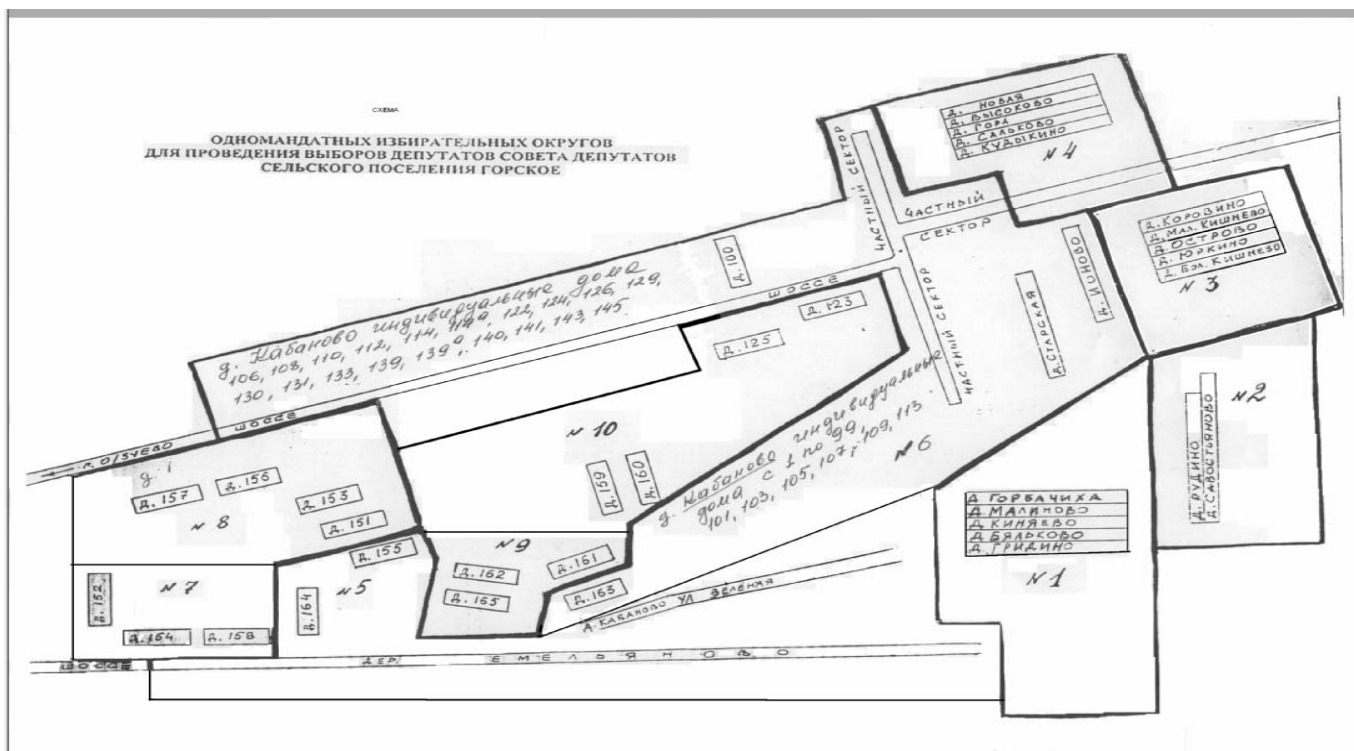 СХЕМА
ОДНОМАНДАТНЫХ ИЗБИРАТЕЛЬНЫХ ОКРУГОВ
ДЛЯ ПРОВЕДЕНИЯ ВЫБОРОВ ДЕПУТАТОВ СОВЕТА ДЕПУТАТОВ
СЕЛЬСКОГО ПОСЕЛЕНИЯ ГОРСКОЕ
Д. НОВАЯ
Д. ВЫСОКОВО
Д. ГОРА
Д. САЛЬКОВО
Д. КУДЫКИНО
№ 4
ЧАСТНЫЙ СЕКТОР
ЧАСТНЫЙ
СЕКТОР
ЧАСТНЫЙ СЕКТОР
Д. КОРОВИНО
Д. МАЛ. КИШНЕВО
Д. ОСТРОВО
Д. ЮРКИНО
Д. БОЛ. КИШНЕВО
№ 3
Д. ИОНОВО
Д. СТАРСКАЯ
Д. 100
ШОССЕ
д. Кабаново индивидуальные дома
106, 108, 110, 112, 114, 122, 124, 126, 129,
130, 131, 133, 139, 139а, 140, 141, 143, 145
ШОССЕ
Д. 123
Д. 125
№ 10
Д. 159
Д. 160
д. Кабаново индивидуальные
дома с 1 по 99,
101, 103, 105, 107, 109, 113
№ 6
Д. РУДИНО
Д. САВОСТЬЯНОВО
№ 2
Г. О/ЗУЕВО
Д. 157
Д. 156
Д. 153
Д. 151
№ 8
Д. 155
№ 9
Д. 162
Д. 165
Д. 161
Д. 163
Д. КАБАНОВО УЛ ЗЕЛЕНАЯ
Д. ГОРБАЧИХА
Д. МАЛИНОВО
Д. КИНЯЕВО
Д. БЯЛЬКОВО
Д. ГРИДИНО
№ 1
№ 7
Д. 152
Д. 154
Д. 158
№ 5
Д. 164
ШОССЕ
ДЕР. ЕМЕЛЬЯНОВО